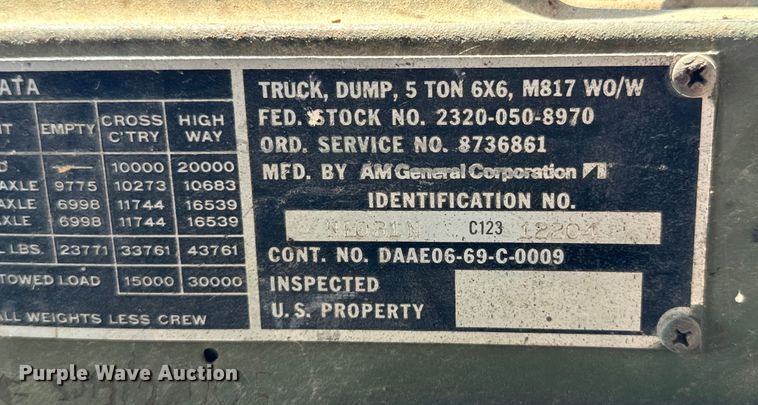 ATA
EMPTY CROSS C'TRY HIGH WAY
— 10000 20000
AXLE 9775 10273 10683
AXLE 6998 11744 16539
AXLE 6998 11744 16539
LBS. 23771 33761 43761
TOWED LOAD 15000 30000
ALL WEIGHTS LESS CREW
TRUCK, DUMP, 5 TON 6X6, M817 WO/W
FED. STOCK NO. 2320-050-8970
ORD. SERVICE NO. 8736861
MFD. BY AM General Corporation
IDENTIFICATION NO.
C123
CONT. NO. DAAE06-69-C-0009
INSPECTED
U.S. PROPERTY
Purple Wave Auction